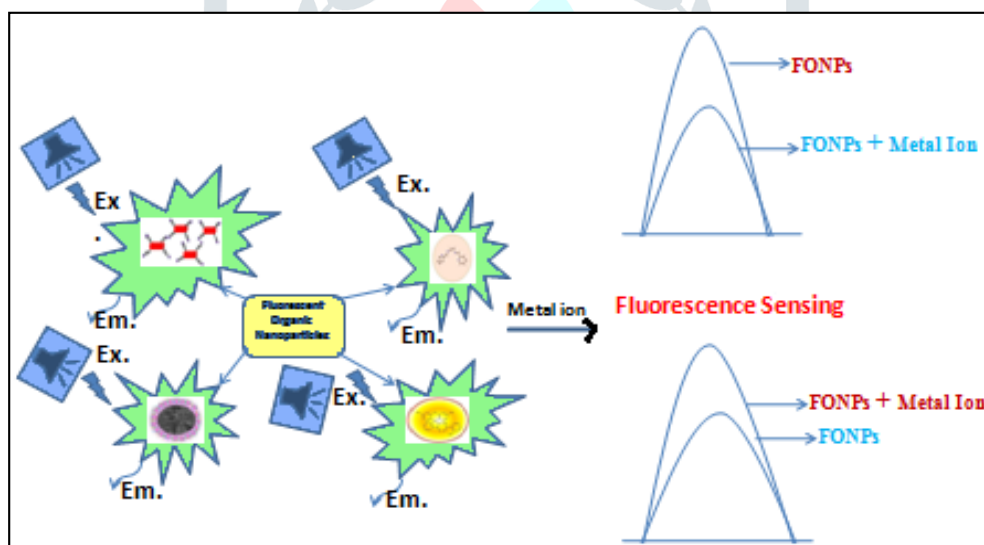 FONPs
FONPs + Metal Ion
Ex
.
Ex.
Em.
Em.
Fluorescent
Organic
Nanoparticles
Metal ion
Fluorescence Sensing
Ex.
Ex.
Em.
Em.
FONPs + Metal Ion
FONPs